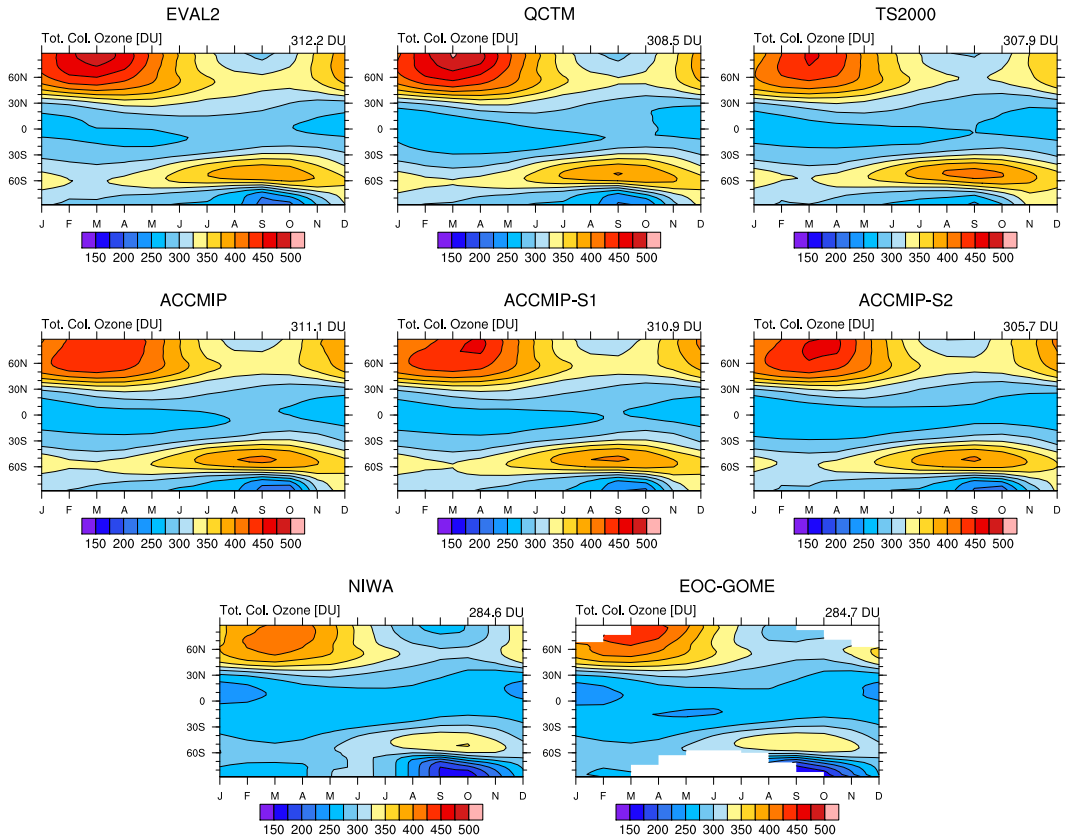 EVAL2 QCTM TS2000
Tot. Col. Ozone [DU] 312.2 DU Tot. Col. Ozone [DU] 308.5 DU Tot. Col. Ozone [DU] 307.9 DU
60N 60N 60N
30N 30N 30N
0 0 0
30S 30S 30S
60S 60S 60S
J F M A M J J A S O N D J F M A M J J A S O N D J F M A M J J A S O N D
150 200 250 300 350 400 450 500 150 200 250 300 350 400 450 500 150 200 250 300 350 400 450 500
ACCMIP ACCMIP-S1 ACCMIP-S2
Tot. Col. Ozone [DU] 311.1 DU Tot. Col. Ozone [DU] 310.9 DU Tot. Col. Ozone [DU] 305.7 DU
60N 60N 60N
30N 30N 30N
0 0 0
30S 30S 30S
60S 60S 60S
J F M A M J J A S O N D J F M A M J J A S O N D J F M A M J J A S O N D
150 200 250 300 350 400 450 500 150 200 250 300 350 400 450 500 150 200 250 300 350 400 450 500
NIWA EOC-GOME
Tot. Col. Ozone [DU] 284.6 DU Tot. Col. Ozone [DU] 284.7 DU
60N 60N
30N 30N
0 0
30S 30S
60S 60S
J F M A M J J A S O N D J F M A M J J A S O N D
150 200 250 300 350 400 450 500 150 200 250 300 350 400 450 500